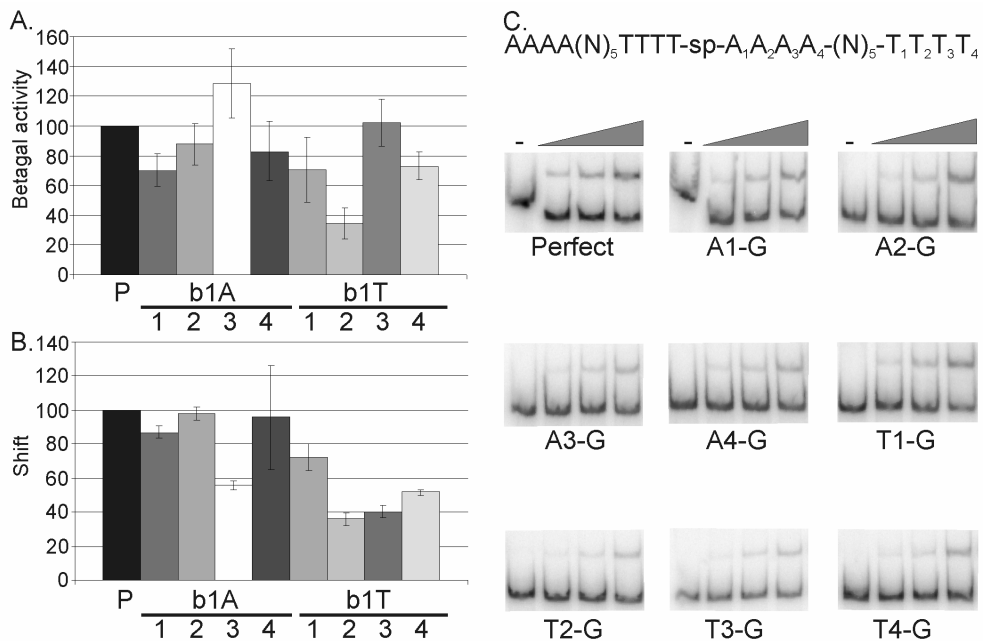 A.
160
140
120
100
80
60
40
20
0
Betagal activity
P b1A b1T
1 2 3 4 1 2 3 4
B.
140
120
100
80
60
40
20
0
Shift
P b1A b1T
1 2 3 4 1 2 3 4
C.
AAAA(N)₅TTTT-sp-A₁A₂A₃A₄-(N)₅-T₁T₂T₃T₄
- - -
Perfect A1-G A2-G
A3-G A4-G T1-G
T2-G T3-G T4-G